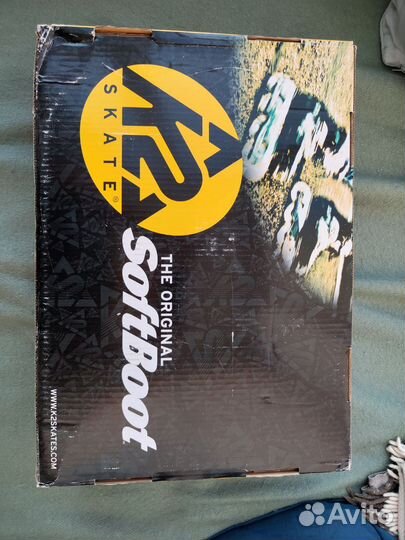 K2
SKATE®
THE ORIGINAL
SoftBoot
WWW.K2SKATES.COM
Avito